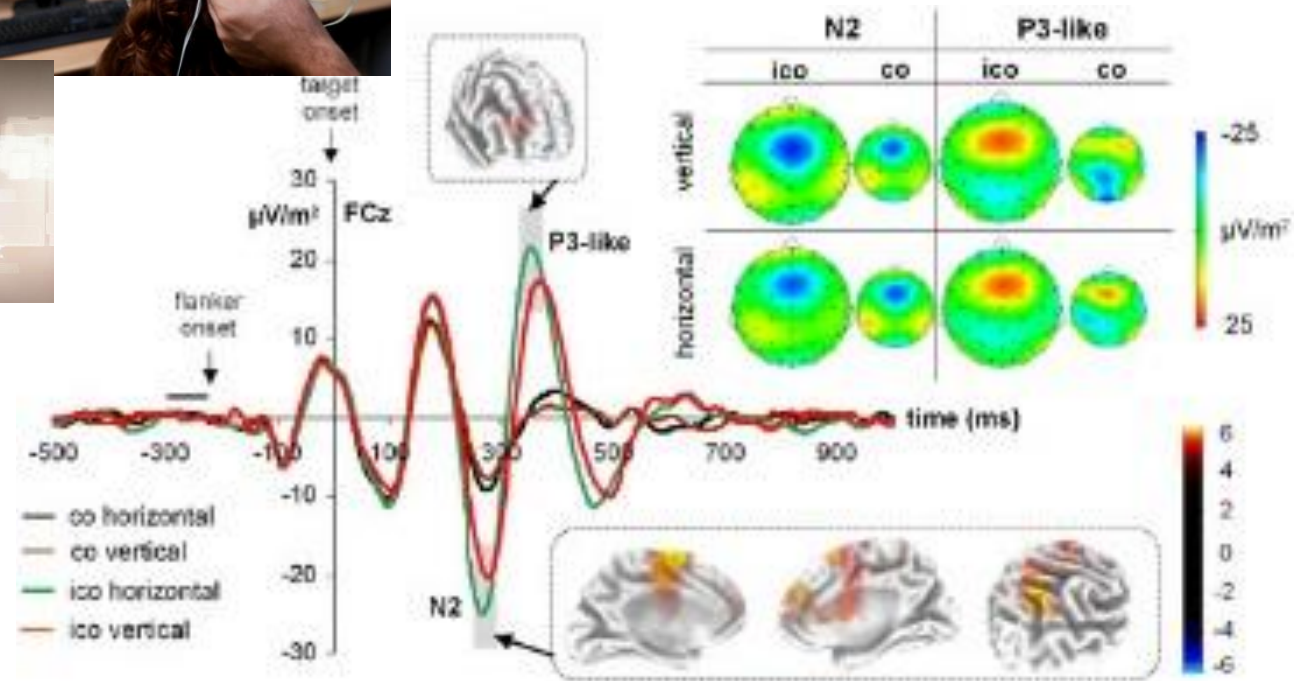 target
onset
N2
P3-like
ico
co
ico
co
vertical
horizontal
-25
µV/m²
25
30
µV/m²
FCz
P3-like
20
flanker
onset
10
time (ms)
-500
-300
-100
100
300
500
700
900
-10
co horizontal
co vertical
-20
ico horizontal
N2
ico vertical
-30
6
4
2
0
-2
-4
-6